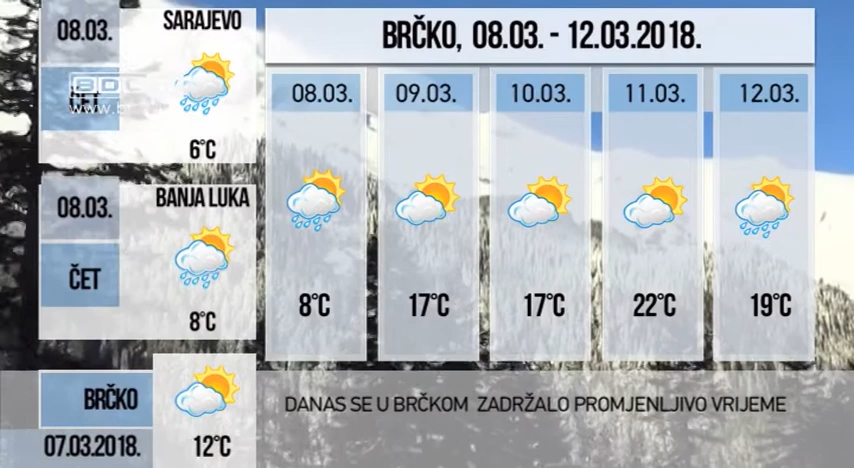 08.03.
SARAJEVO
6°C
08.03.
BANJA LUKA
ČET
8°C
BRČKO
07.03.2018.
12°C
BRČKO, 08.03. - 12.03.2018.
08.03.
09.03.
10.03.
11.03.
12.03.
8°C
17°C
17°C
22°C
19°C
DANAS SE U BRČKOM ZADRŽALO PROMJENLJIVO VRIJEME